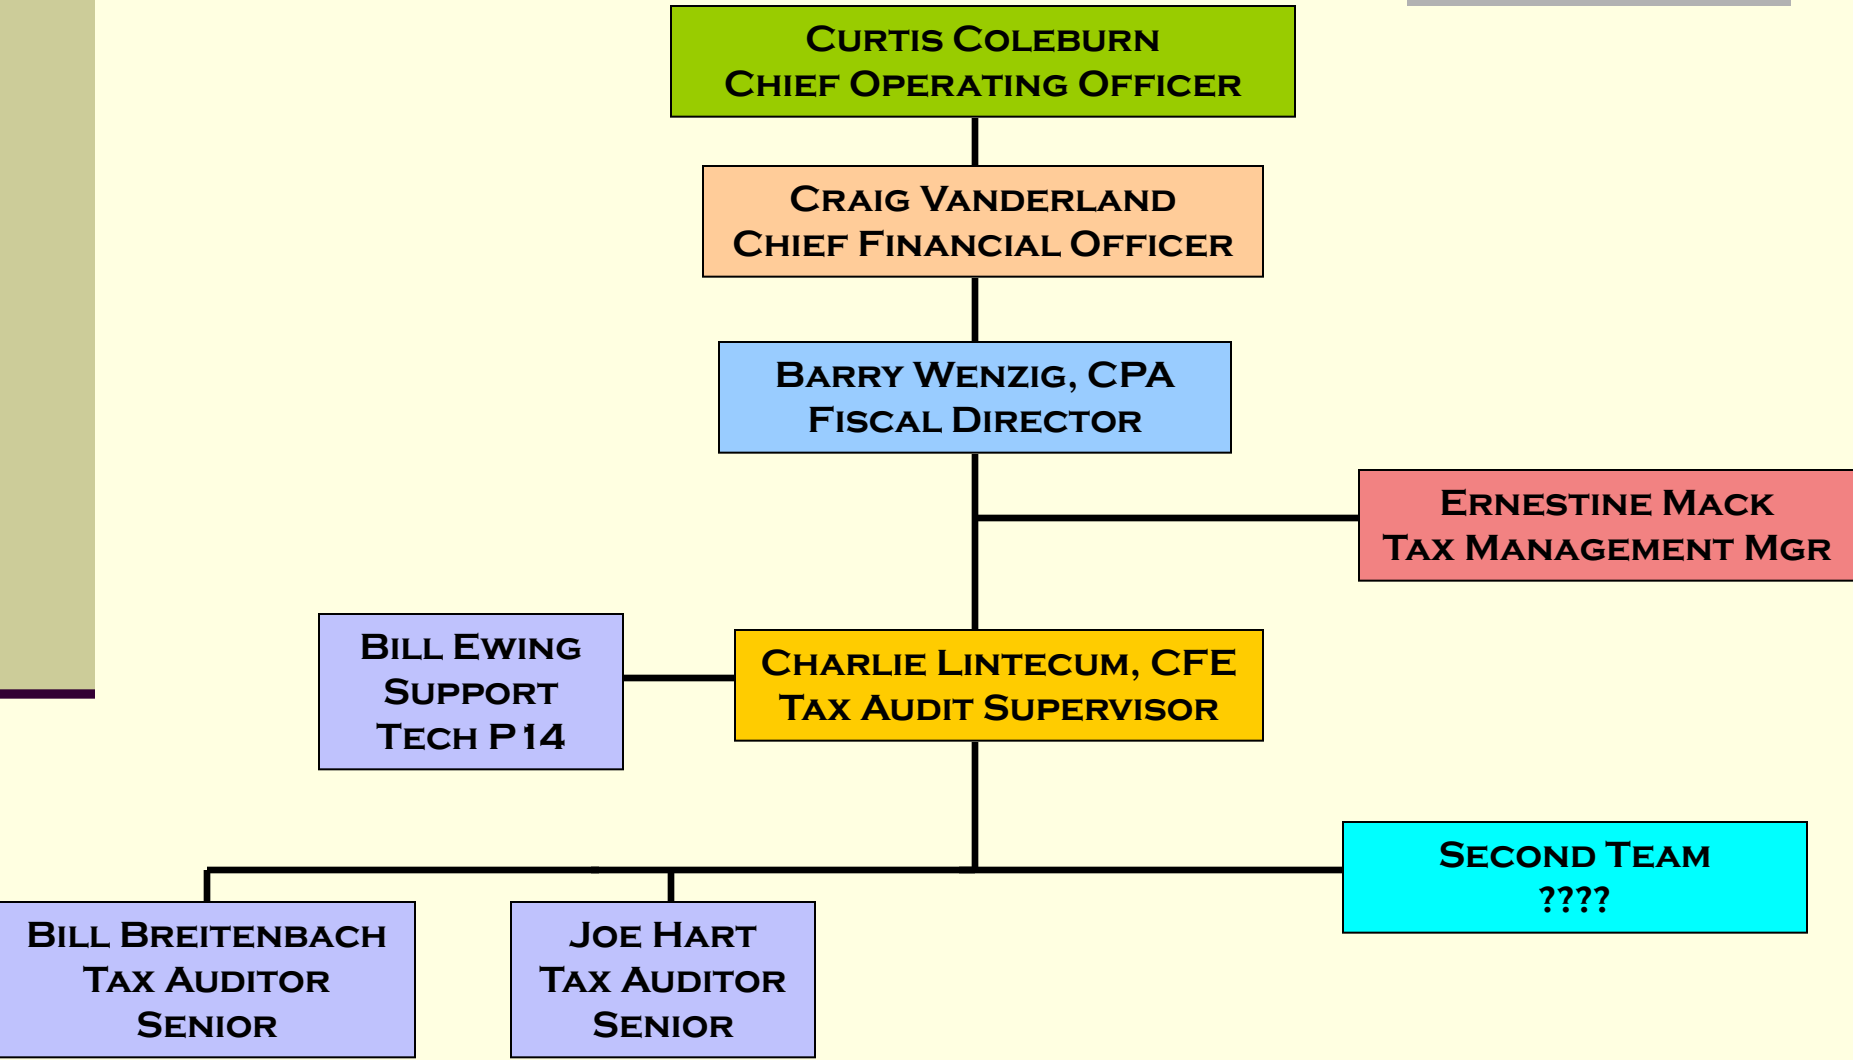 Curtis Coleburn
Chief Operating Officer
Craig Vanderland
Chief Financial Officer
Barry Wenzig, CPA
Fiscal Director
Ernestine Mack
Tax Management Mgr
Bill Ewing
Support
Tech P14
Charlie Lintecum, CFE
Tax Audit Supervisor
Second Team
????
Bill Breitenbach
Tax Auditor
Senior
Joe Hart
Tax Auditor
Senior